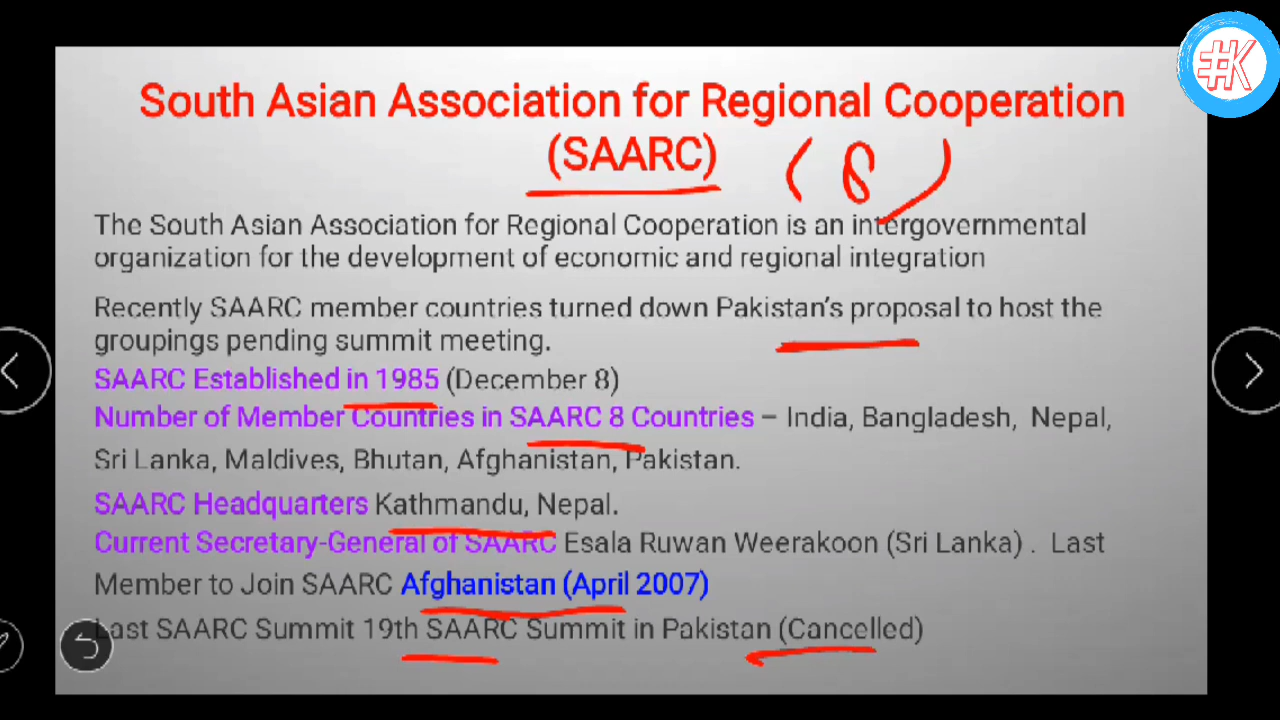 #K
South Asian Association for Regional Cooperation
(SAARC) (8)
The South Asian Association for Regional Cooperation is an intergovernmental
organization for the development of economic and regional integration
Recently SAARC member countries turned down Pakistan's proposal to host the
groupings pending summit meeting.
SAARC Established in 1985 (December 8)
Number of Member Countries in SAARC 8 Countries – India, Bangladesh, Nepal,
Sri Lanka, Maldives, Bhutan, Afghanistan, Pakistan.
SAARC Headquarters Kathmandu, Nepal.
Current Secretary-General of SAARC Esala Ruwan Weerakoon (Sri Lanka) . Last
Member to Join SAARC Afghanistan (April 2007)
Last SAARC Summit 19th SAARC Summit in Pakistan (Cancelled)